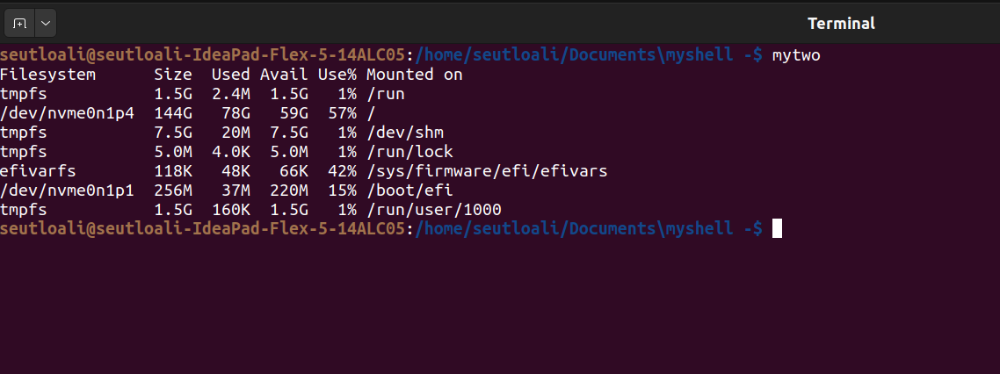 Terminal
seutloali@seutloali-IdeaPad-Flex-5-14ALC05:/home/seutloali/Documents\myshell -$ mytwo
Filesystem      Size  Used Avail Use% Mounted on
tmpfs           1.5G  2.4M  1.5G   1% /run
/dev/nvme0n1p4  144G   78G   59G  57% /
tmpfs           7.5G   20M  7.5G   1% /dev/shm
tmpfs           5.0M  4.0K  5.0M   1% /run/lock
efivarfs        118K   48K   66K  42% /sys/firmware/efi/efivars
/dev/nvme0n1p1  256M   37M  220M  15% /boot/efi
tmpfs           1.5G  160K  1.5G   1% /run/user/1000
seutloali@seutloali-IdeaPad-Flex-5-14ALC05:/home/seutloali/Documents\myshell -$